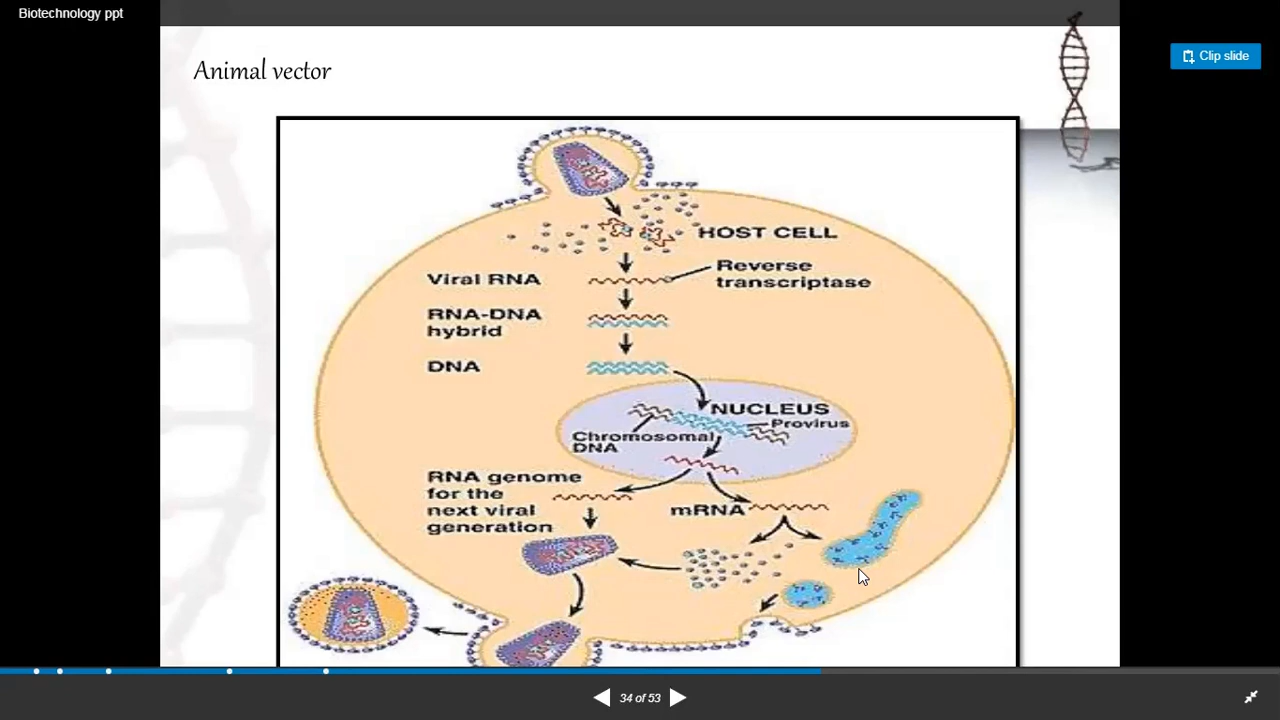 Biotechnology ppt
Clip slide
Animal vector
HOST CELL
Viral RNA
Reverse
transcriptase
RNA-DNA
hybrid
DNA
NUCLEUS
Provirus
Chromosomal
DNA
RNA genome
for the
next viral
generation
mRNA
34 of 53